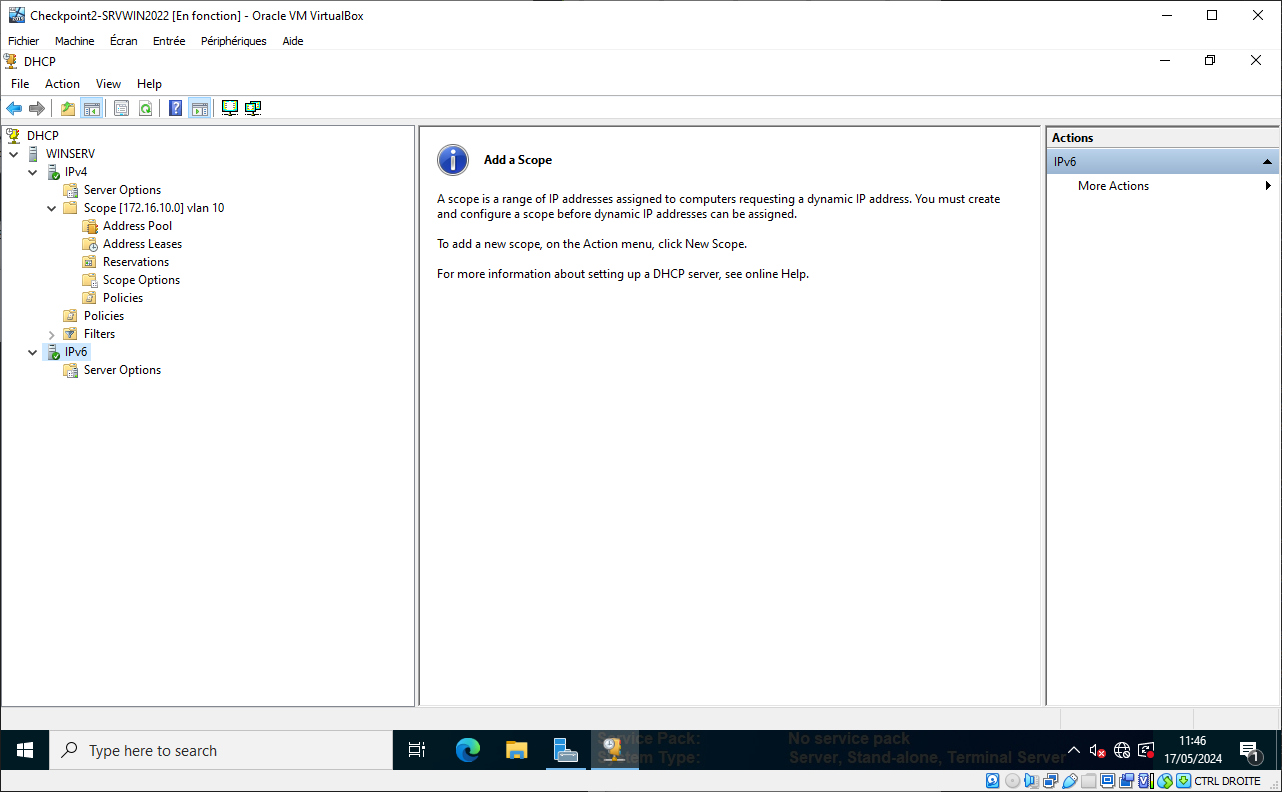 Checkpoint2-SRVWIN2022 [En fonction] - Oracle VM VirtualBox
Fichier Machine Écran Entrée Périphériques Aide
DHCP
File Action View Help
DHCP
WINSERV
IPv4
Server Options
Scope [172.16.10.0] vlan 10
Address Pool
Address Leases
Reservations
Scope Options
Policies
Policies
Filters
IPv6
Server Options
Add a Scope
A scope is a range of IP addresses assigned to computers requesting a dynamic IP address. You must create
and configure a scope before dynamic IP addresses can be assigned.
To add a new scope, on the Action menu, click New Scope.
For more information about setting up a DHCP server, see online Help.
Actions
IPv6
More Actions
Type here to search
Service Pack: No service pack
System Type: Server, Stand-alone, Terminal Server
11:46
17/05/2024
1
CTRL DROITE